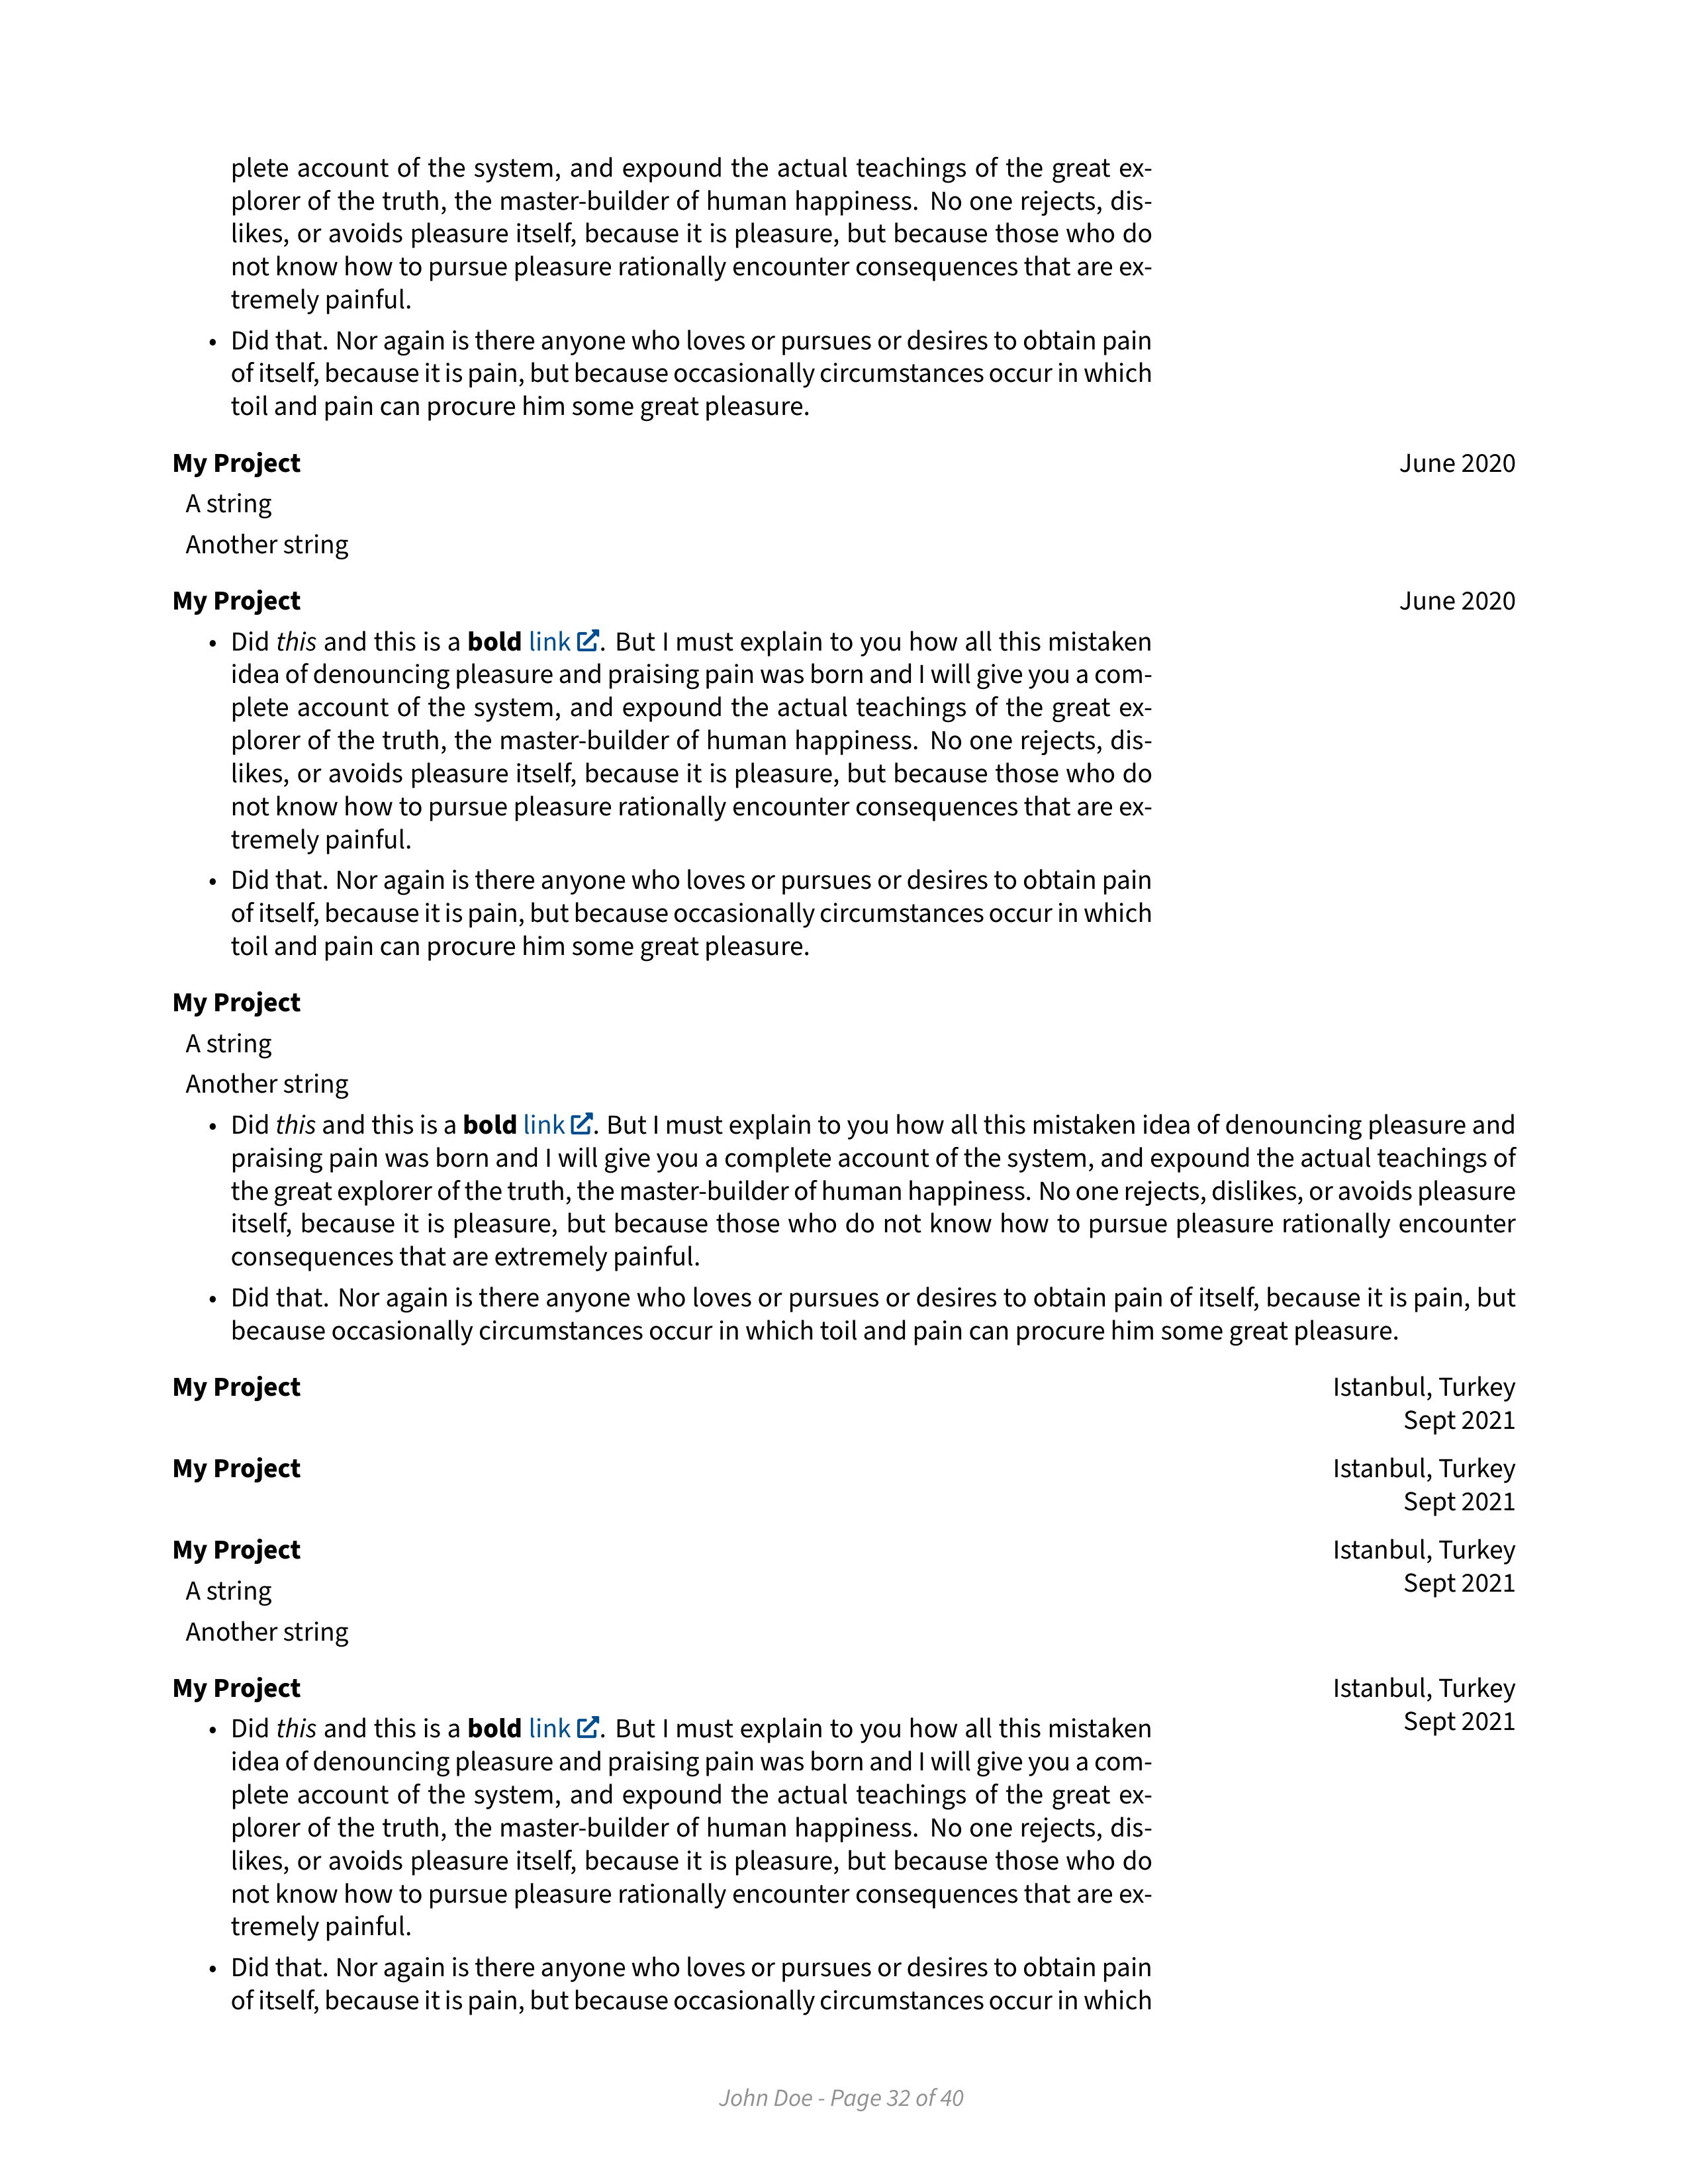 plete account of the system, and expound the actual teachings of the great ex-
plorer of the truth, the master-builder of human happiness. No one rejects, dis-
likes, or avoids pleasure itself, because it is pleasure, but because those who do
not know how to pursue pleasure rationally encounter consequences that are ex-
tremely painful.
• Did that. Nor again is there anyone who loves or pursues or desires to obtain pain
of itself, because it is pain, but because occasionally circumstances occur in which
toil and pain can procure him some great pleasure.
My Project June 2020
A string
Another string
My Project June 2020
• Did this and this is a bold link. But I must explain to you how all this mistaken
idea of denouncing pleasure and praising pain was born and I will give you a com-
plete account of the system, and expound the actual teachings of the great ex-
plorer of the truth, the master-builder of human happiness. No one rejects, dis-
likes, or avoids pleasure itself, because it is pleasure, but because those who do
not know how to pursue pleasure rationally encounter consequences that are ex-
tremely painful.
• Did that. Nor again is there anyone who loves or pursues or desires to obtain pain
of itself, because it is pain, but because occasionally circumstances occur in which
toil and pain can procure him some great pleasure.
My Project
A string
Another string
• Did this and this is a bold link. But I must explain to you how all this mistaken idea of denouncing pleasure and
praising pain was born and I will give you a complete account of the system, and expound the actual teachings of
the great explorer of the truth, the master-builder of human happiness. No one rejects, dislikes, or avoids pleasure
itself, because it is pleasure, but because those who do not know how to pursue pleasure rationally encounter
consequences that are extremely painful.
• Did that. Nor again is there anyone who loves or pursues or desires to obtain pain of itself, because it is pain, but
because occasionally circumstances occur in which toil and pain can procure him some great pleasure.
My Project Istanbul, Turkey
Sept 2021
My Project Istanbul, Turkey
Sept 2021
My Project Istanbul, Turkey
Sept 2021
A string
Another string
My Project Istanbul, Turkey
Sept 2021
• Did this and this is a bold link. But I must explain to you how all this mistaken
idea of denouncing pleasure and praising pain was born and I will give you a com-
plete account of the system, and expound the actual teachings of the great ex-
plorer of the truth, the master-builder of human happiness. No one rejects, dis-
likes, or avoids pleasure itself, because it is pleasure, but because those who do
not know how to pursue pleasure rationally encounter consequences that are ex-
tremely painful.
• Did that. Nor again is there anyone who loves or pursues or desires to obtain pain
of itself, because it is pain, but because occasionally circumstances occur in which
John Doe - Page 32 of 40